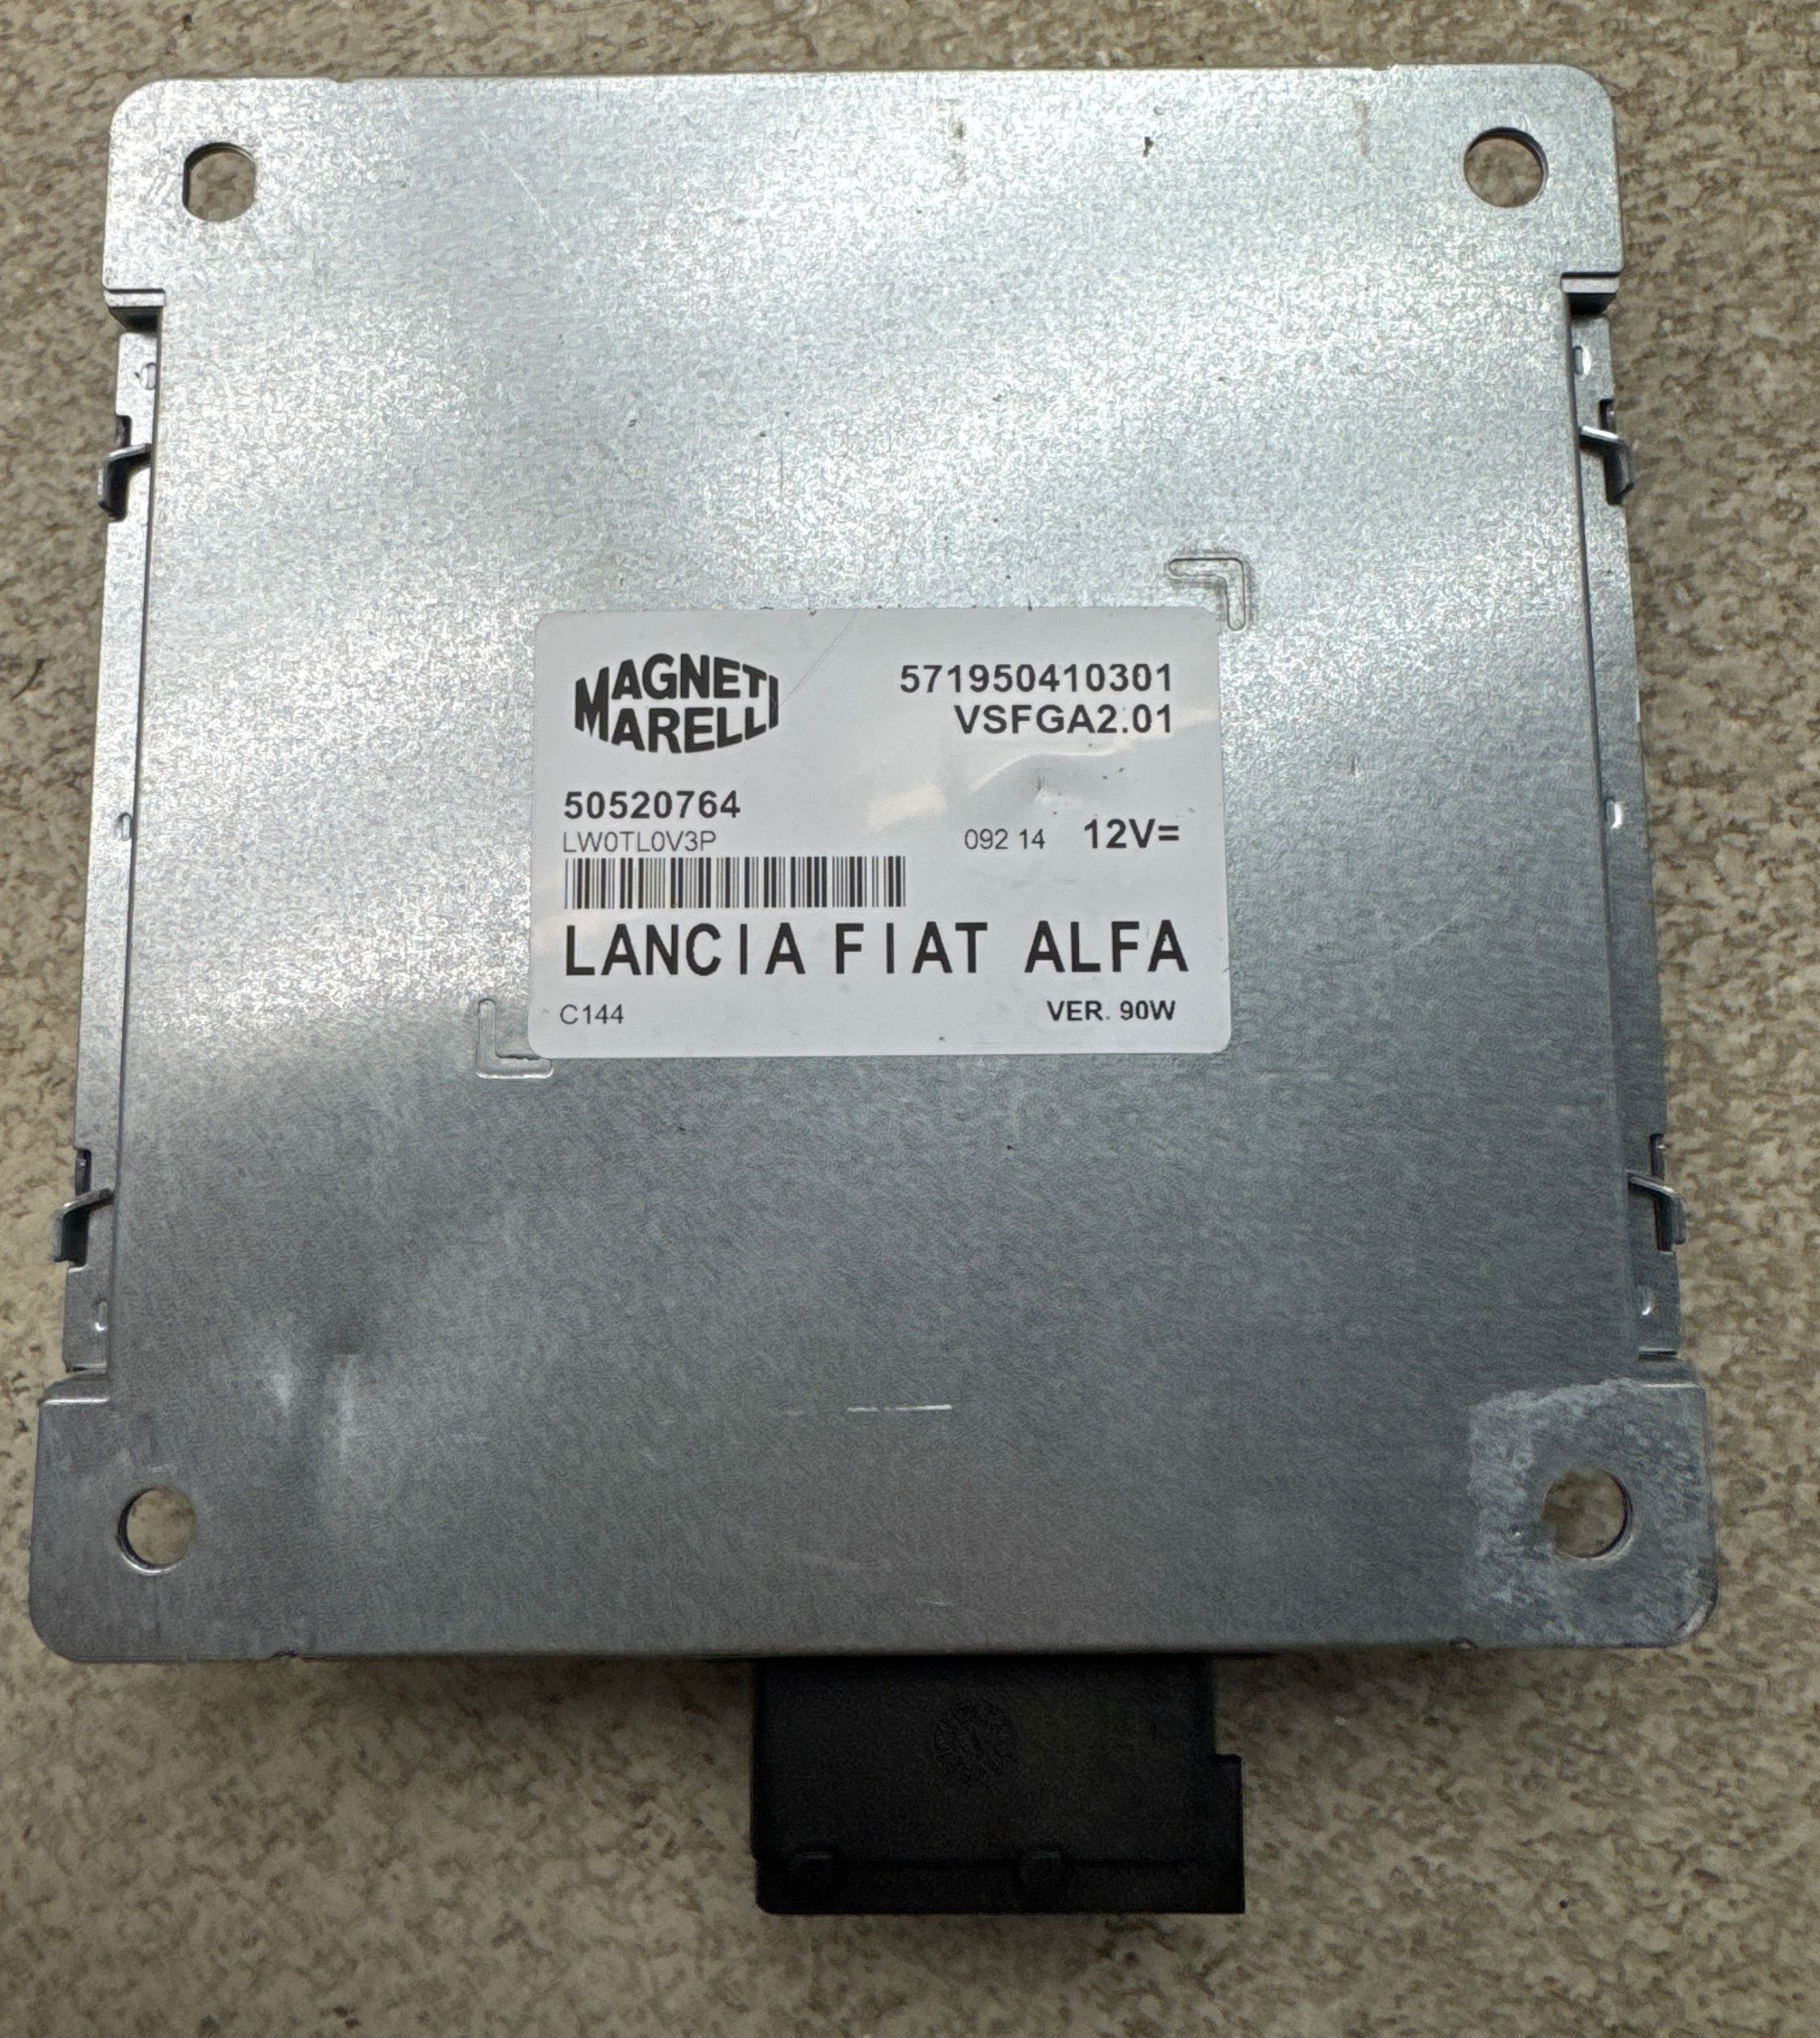 MAGNETI
MARELLI
571950410301
VSFGA2.01
50520764
LW0TL0V3P
092 14 12V=
LANCIA FIAT ALFA
C144 VER. 90W